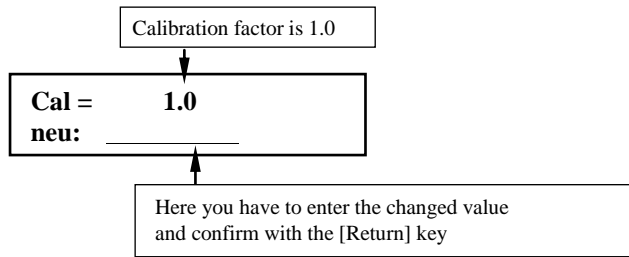 Calibration factor is 1.0
Cal = 1.0
neu:
Here you have to enter the changed value
and confirm with the [Return] key